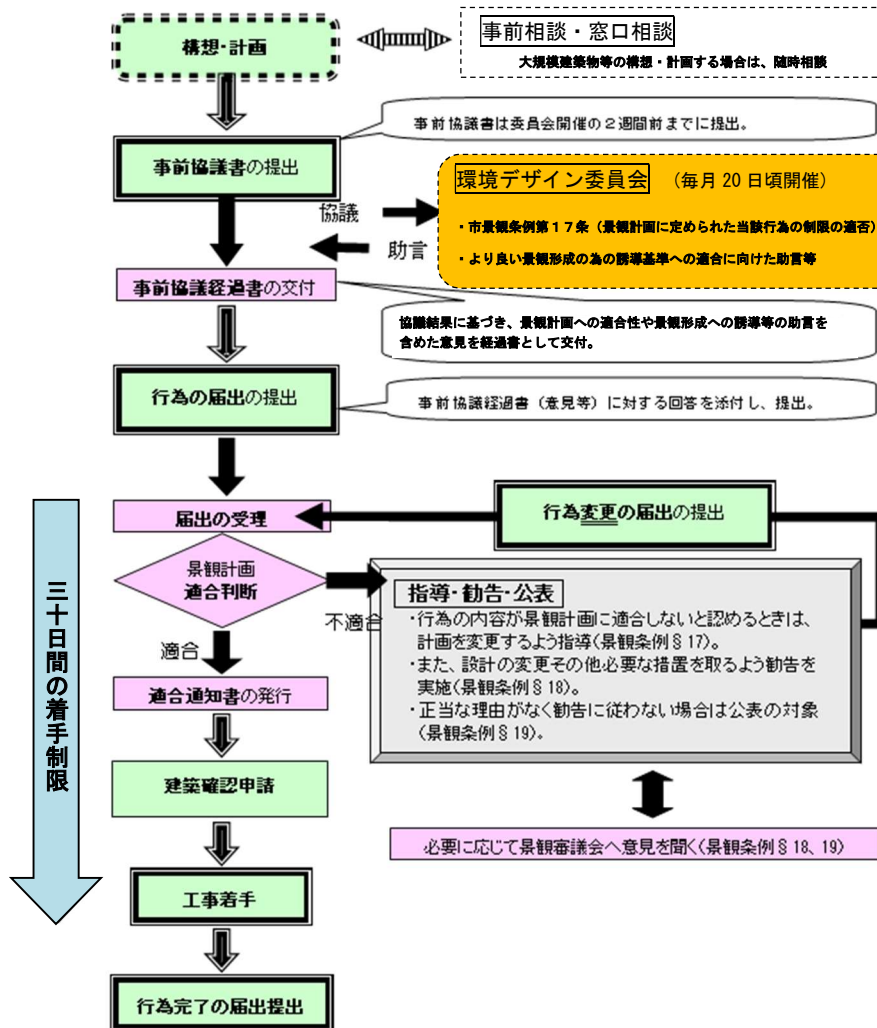 構想・計画
事前相談・窓口相談
大規模建築物等の構想・計画する場合は、随時相談
事前協議書は委員会開催の２週間前までに提出。
事前協議書の提出
環境デザイン委員会　（毎月 20 日頃開催）
・市景観条例第１７条（景観計画に定められた当該行為の制限の適否）
・より良い景観形成の為の誘導基準への適合に向けた助言等
協議
助言
事前協議経過書の交付
協議結果に基づき、景観計画への適合性や景観形成への誘導等の助言を
含めた意見を経過書として交付。
行為の届出の提出
事前協議経過書（意見等）に対する回答を添付し、提出。
届出の受理
行為変更の届出の提出
景観計画
適合判断
不適合
適合
指導・勧告・公表
・行為の内容が景観計画に適合しないと認めるときは、
計画を変更するよう指導（景観条例§17）。
・また、設計の変更その他必要な措置を取るよう勧告を
実施（景観条例§18）。
・正当な理由がなく勧告に従わない場合は公表の対象
（景観条例§19）。
三十日間の着手制限
適合通知書の発行
建築確認申請
必要に応じて景観審議会へ意見を聞く（景観条例§18、19）
工事着手
行為完了の届出提出